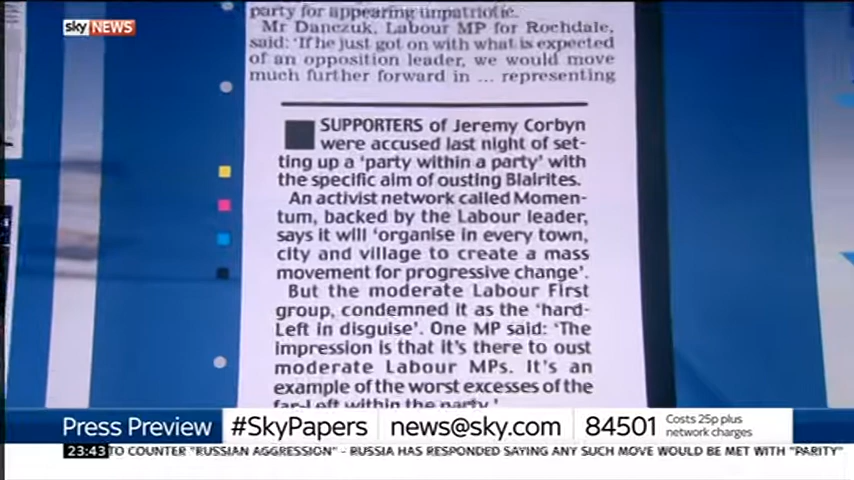 sky NEWS
party for appearing unpatriotic.
Mr Danczuk, Labour MP for Rochdale,
said: 'If he just got on with what is expected
of an opposition leader, we would move
much further forward in ... representing
SUPPORTERS of Jeremy Corbyn
were accused last night of set-
ting up a 'party within a party' with
the specific aim of ousting Blairites.
An activist network called Momen-
tum, backed by the Labour leader,
says it will 'organise in every town,
city and village to create a mass
movement for progressive change'.
But the moderate Labour First
group, condemned it as the 'hard-
Left in disguise'. One MP said: 'The
impression is that it's there to oust
moderate Labour MPs. It's an
example of the worst excesses of the
far-Left within the party.'
Press Preview #SkyPapers news@sky.com 84501 Costs 25p plus
network charges
23:43 TO COUNTER "RUSSIAN AGGRESSION" - RUSSIA HAS RESPONDED SAYING ANY SUCH MOVE WOULD BE MET WITH "PARITY"